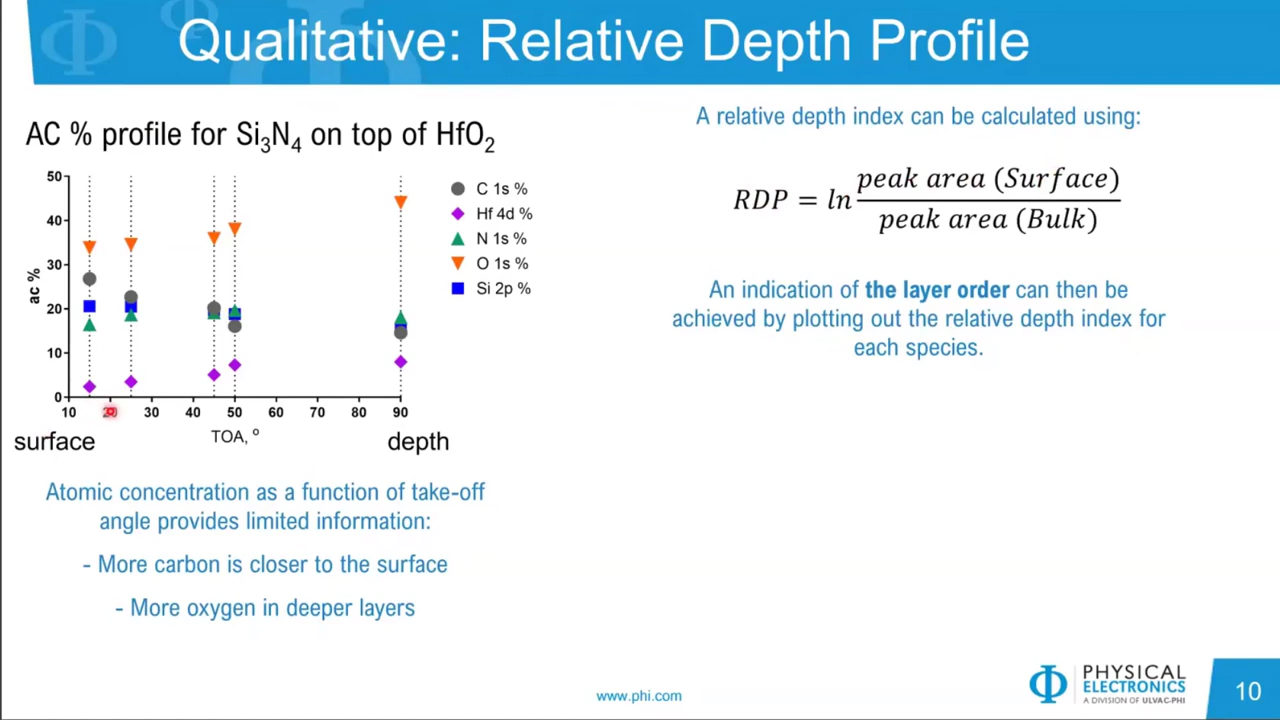 Qualitative: Relative Depth Profile
AC % profile for Si₃N₄ on top of HfO₂
50
40
30
20
10
0
ac %
10 20 30 40 50 60 70 80 90
TOA, º
surface
depth
C 1s %
Hf 4d %
N 1s %
O 1s %
Si 2p %
Atomic concentration as a function of take-off
angle provides limited information:
- More carbon is closer to the surface
- More oxygen in deeper layers
A relative depth index can be calculated using:
RDP = ln peak area (Surface)
peak area (Bulk)
An indication of the layer order can then be
achieved by plotting out the relative depth index for
each species.
www.phi.com
PHYSICAL
ELECTRONICS
A DIVISION OF ULVAC-PHI
10